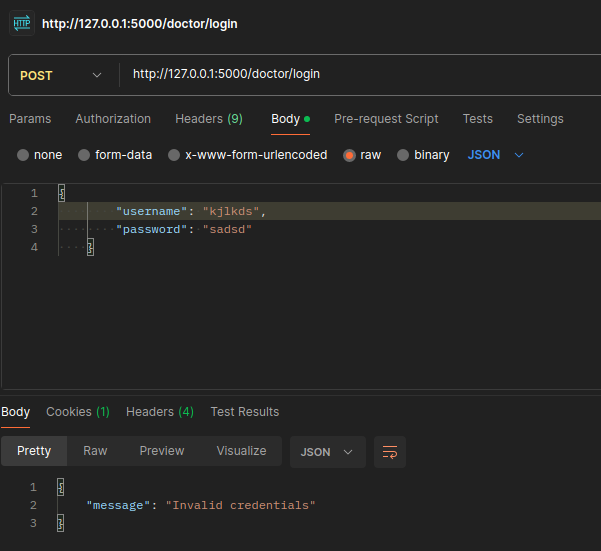 HTTP http://127.0.0.1:5000/doctor/login
POST http://127.0.0.1:5000/doctor/login
Params Authorization Headers (9) Body Pre-request Script Tests Settings
none form-data x-www-form-urlencoded raw binary JSON
1 {
2 "username": "kjlkds",
3 "password": "sadsd"
4 }
Body Cookies (1) Headers (4) Test Results
Pretty Raw Preview Visualize JSON
1 {
2 "message": "Invalid credentials"
3 }